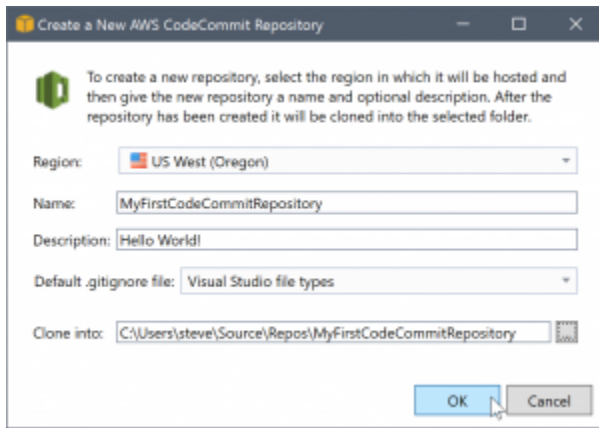 Create a New AWS CodeCommit Repository
To create a new repository, select the region in which it will be hosted and
then give the new repository a name and optional description. After the
repository has been created it will be cloned into the selected folder.
Region: US West (Oregon)
Name: MyFirstCodeCommitRepository
Description: Hello World!
Default .gitignore file: Visual Studio file types
Clone into: C:\Users\steve\Source\Repos\MyFirstCodeCommitRepository ...
OK Cancel